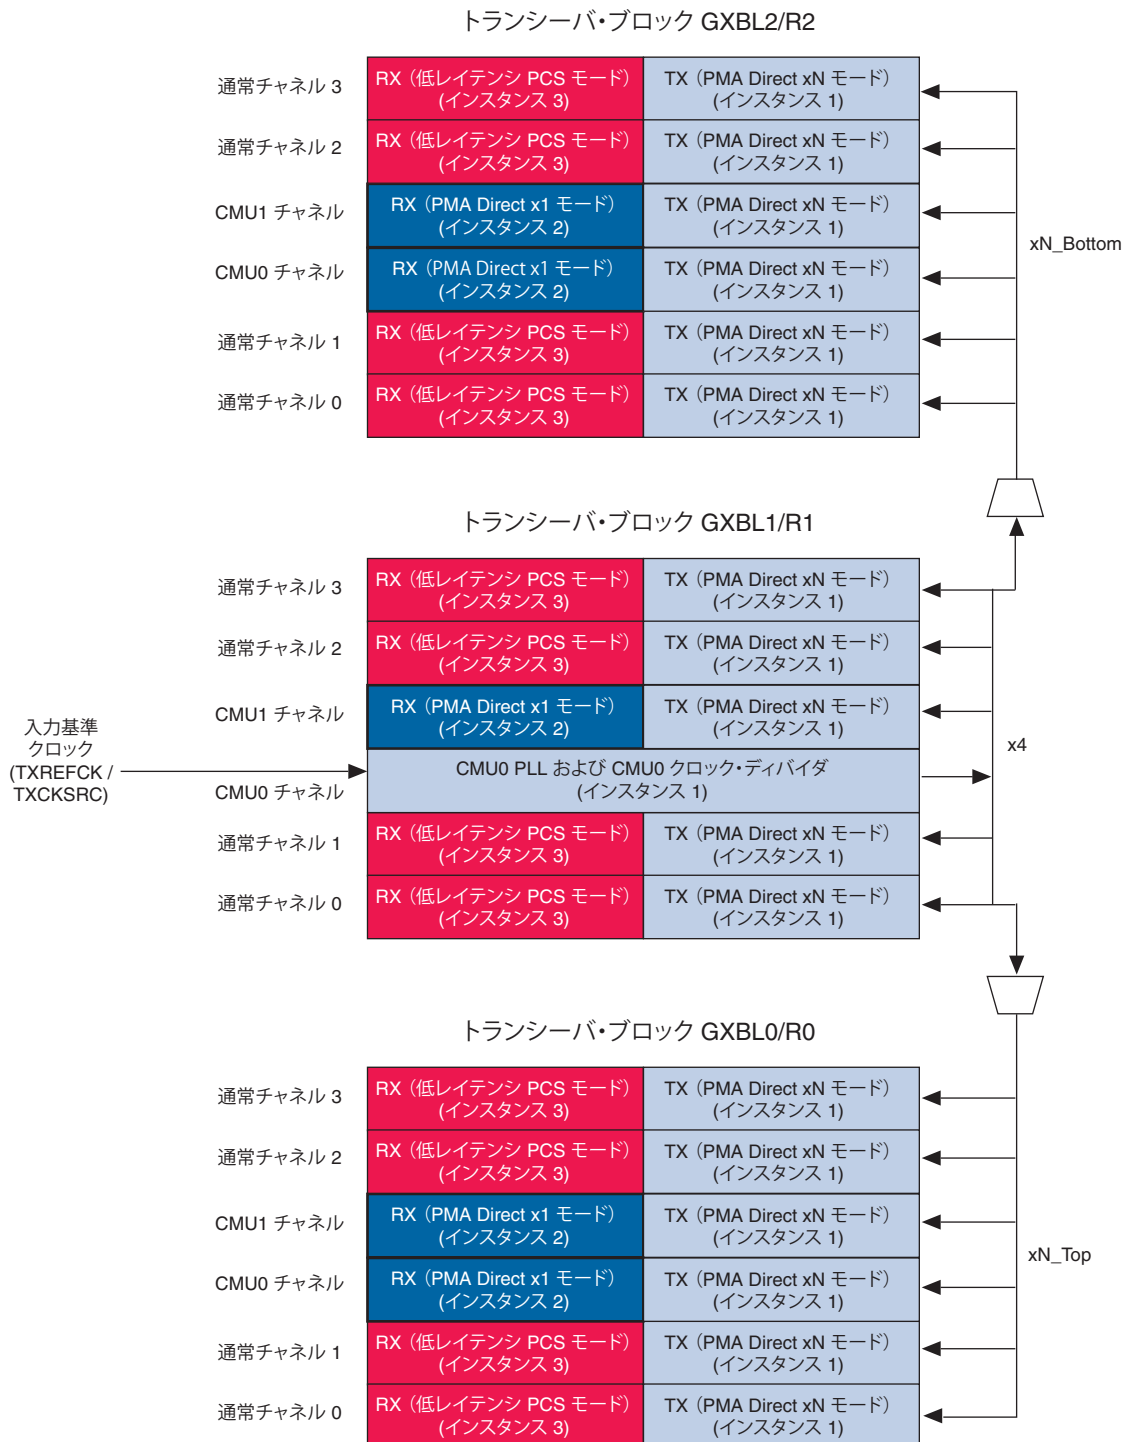 トランシーバ・ブロック GXBL2/R2
通常チャネル 3
RX（低レイテンシ PCS モード）
(インスタンス 3)
TX（PMA Direct xN モード）
(インスタンス 1)
通常チャネル 2
RX（低レイテンシ PCS モード）
(インスタンス 3)
TX（PMA Direct xN モード）
(インスタンス 1)
CMU1 チャネル
RX（PMA Direct x1 モード）
(インスタンス 2)
TX（PMA Direct xN モード）
(インスタンス 1)
xN_Bottom
CMU0 チャネル
RX（PMA Direct x1 モード）
(インスタンス 2)
TX（PMA Direct xN モード）
(インスタンス 1)
通常チャネル 1
RX（低レイテンシ PCS モード）
(インスタンス 3)
TX（PMA Direct xN モード）
(インスタンス 1)
通常チャネル 0
RX（低レイテンシ PCS モード）
(インスタンス 3)
TX（PMA Direct xN モード）
(インスタンス 1)
トランシーバ・ブロック GXBL1/R1
通常チャネル 3
RX（低レイテンシ PCS モード）
(インスタンス 3)
TX（PMA Direct xN モード）
(インスタンス 1)
通常チャネル 2
RX（低レイテンシ PCS モード）
(インスタンス 3)
TX（PMA Direct xN モード）
(インスタンス 1)
CMU1 チャネル
RX（PMA Direct x1 モード）
(インスタンス 2)
TX（PMA Direct xN モード）
(インスタンス 1)
x4
入力基準
クロック
(TXREFCK /
TXCKSRC)
CMU0 チャネル
CMU0 PLL および CMU0 クロック・ディバイダ
(インスタンス 1)
通常チャネル 1
RX（低レイテンシ PCS モード）
(インスタンス 3)
TX（PMA Direct xN モード）
(インスタンス 1)
通常チャネル 0
RX（低レイテンシ PCS モード）
(インスタンス 3)
TX（PMA Direct xN モード）
(インスタンス 1)
トランシーバ・ブロック GXBL0/R0
通常チャネル 3
RX（低レイテンシ PCS モード）
(インスタンス 3)
TX（PMA Direct xN モード）
(インスタンス 1)
通常チャネル 2
RX（低レイテンシ PCS モード）
(インスタンス 3)
TX（PMA Direct xN モード）
(インスタンス 1)
CMU1 チャネル
RX（PMA Direct x1 モード）
(インスタンス 2)
TX（PMA Direct xN モード）
(インスタンス 1)
xN_Top
CMU0 チャネル
RX（PMA Direct x1 モード）
(インスタンス 2)
TX（PMA Direct xN モード）
(インスタンス 1)
通常チャネル 1
RX（低レイテンシ PCS モード）
(インスタンス 3)
TX（PMA Direct xN モード）
(インスタンス 1)
通常チャネル 0
RX（低レイテンシ PCS モード）
(インスタンス 3)
TX（PMA Direct xN モード）
(インスタンス 1)